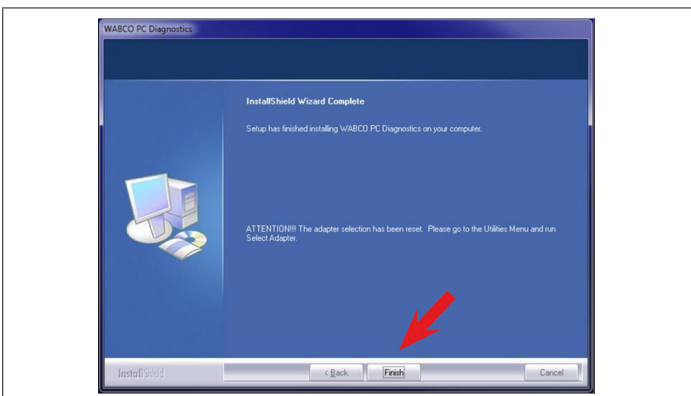 WABCO PC Diagnostics
InstallShield Wizard Complete
Setup has finished installing WABCO PC Diagnostics on your computer.
ATTENTION!!! The adapter selection has been reset. Please go to the Utilities Menu and run
Select Adapter.
InstallShield
< Back
Finish
Cancel